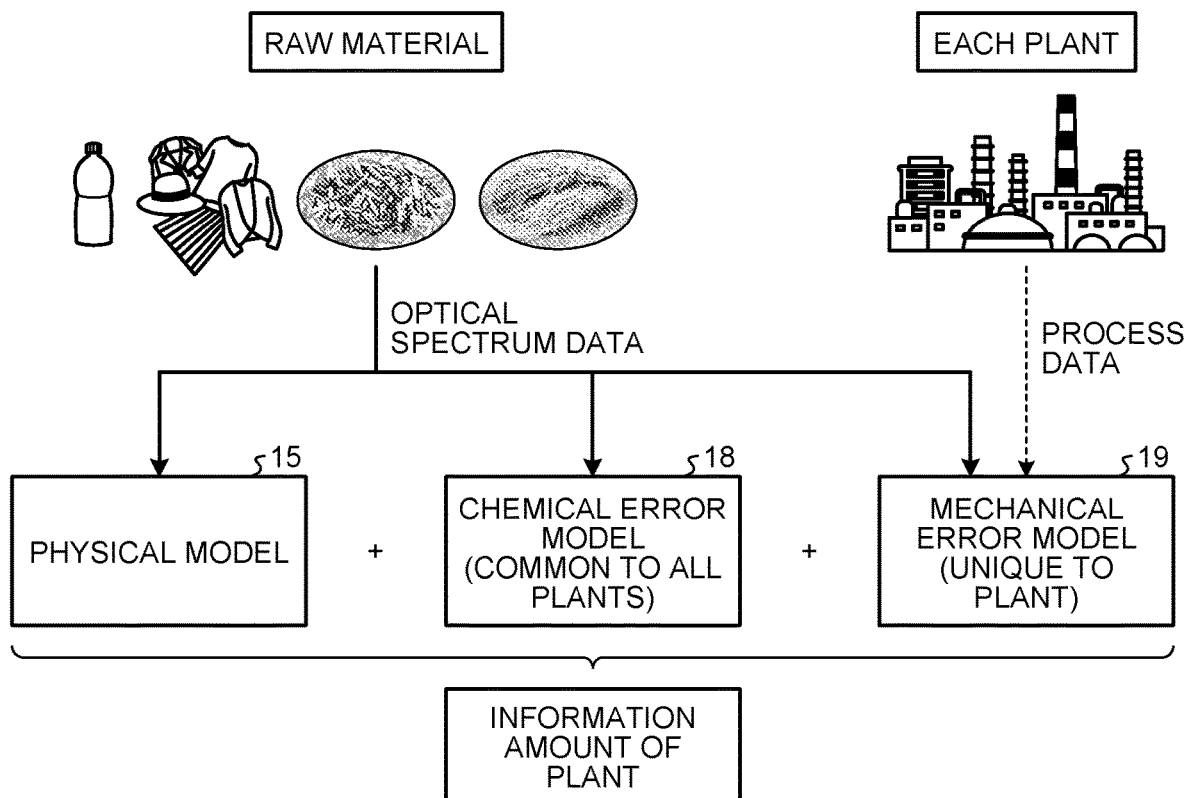 RAW MATERIAL
EACH PLANT
OPTICAL
SPECTRUM DATA
PROCESS
DATA
15
18
19
PHYSICAL MODEL
+
CHEMICAL ERROR
MODEL
(COMMON TO ALL
PLANTS)
+
MECHANICAL
ERROR MODEL
(UNIQUE TO
PLANT)
INFORMATION
AMOUNT OF
PLANT